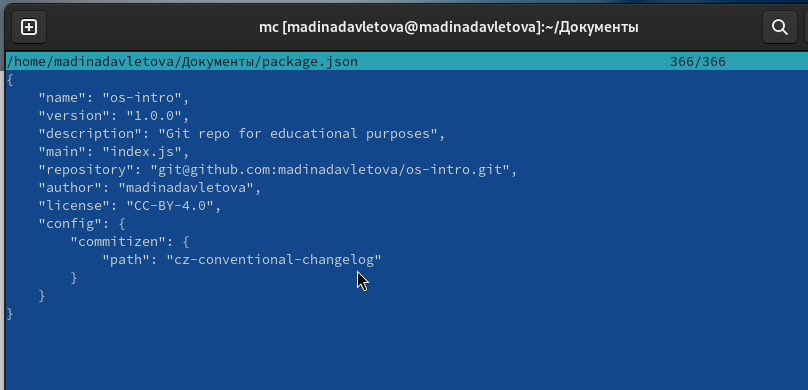 mc [madinadavletova@madinadavletova]:~/Документы
/home/madinadavletova/Документы/package.json 366/366
{
    "name": "os-intro",
    "version": "1.0.0",
    "description": "Git repo for educational purposes",
    "main": "index.js",
    "repository": "git@github.com:madinadavletova/os-intro.git",
    "author": "madinadavletova",
    "license": "CC-BY-4.0",
    "config": {
        "commitizen": {
            "path": "cz-conventional-changelog"
        }
    }
}